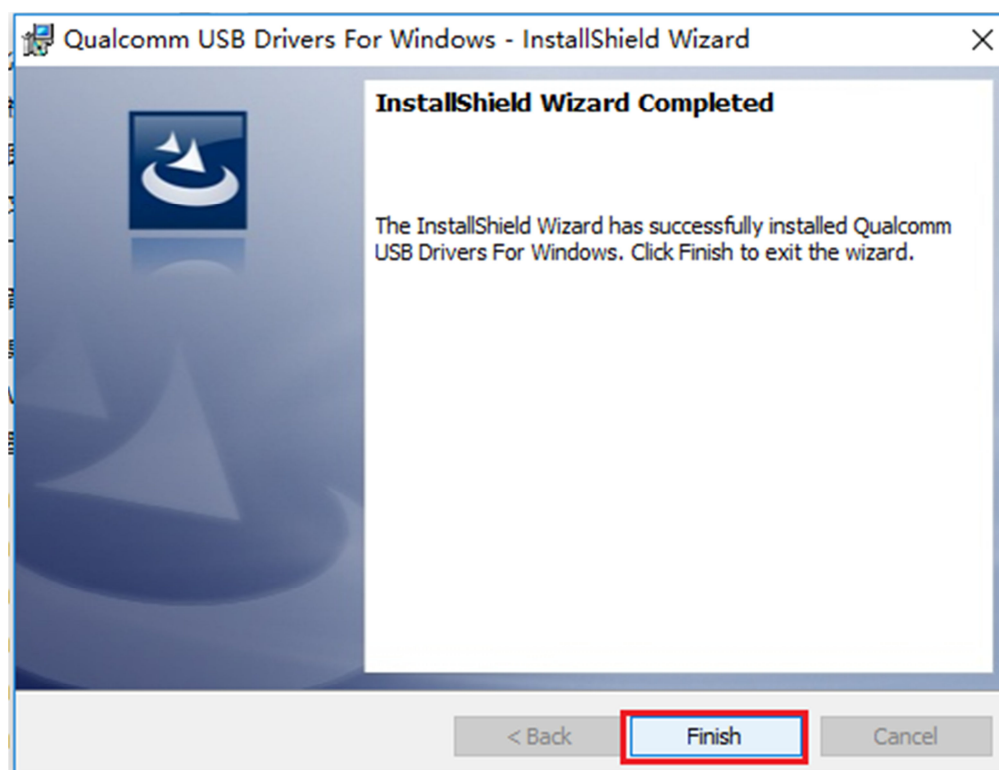 Qualcomm USB Drivers For Windows - InstallShield Wizard
InstallShield Wizard Completed
The InstallShield Wizard has successfully installed Qualcomm
USB Drivers For Windows. Click Finish to exit the wizard.
< Back
Finish
Cancel